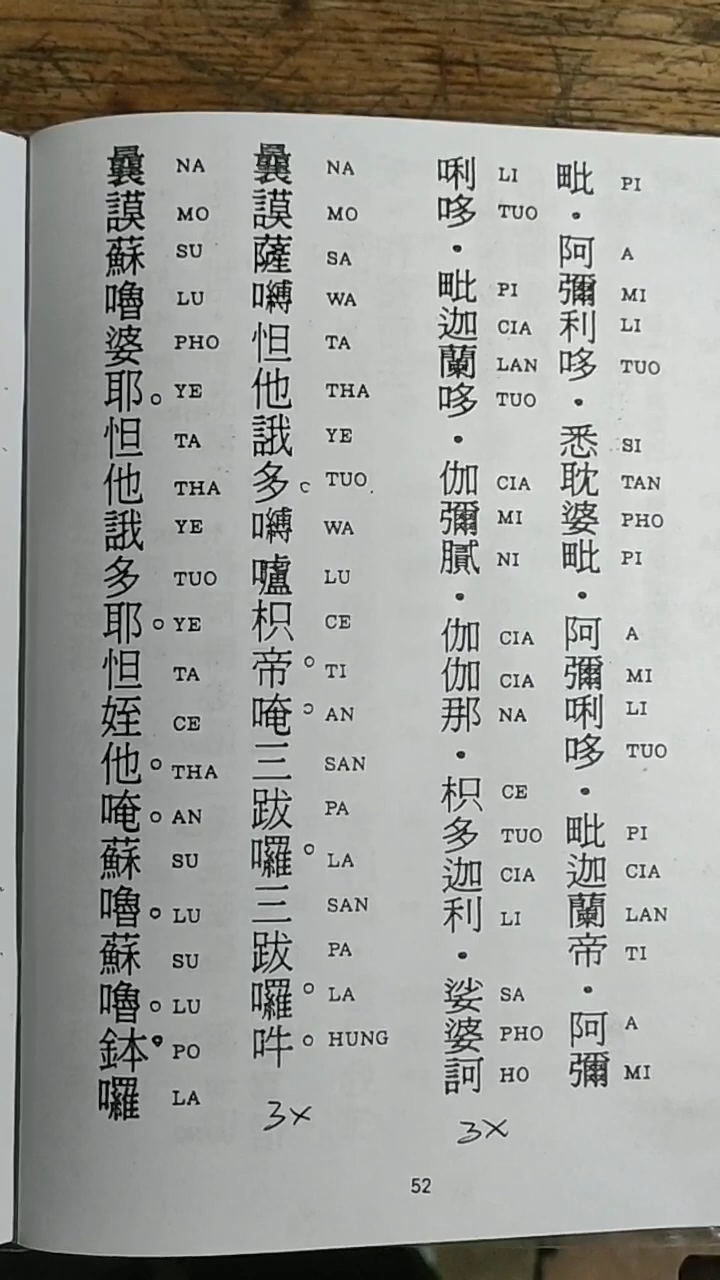 毗・阿彌利哆・悉耽婆毗・阿彌唎哆・毗迦蘭帝・阿彌
PI A MI LI TUO SI TAN PHO PI A MI LI TUO PI CIA LAN TI A MI
唎哆・毗迦蘭哆・伽彌膩・伽伽那・枳多迦利・娑婆訶
LI TUO PI CIA LAN TUO CIA MI NI CIA CIA NA CE TUO CIA LI SA PHO HO
3X
曩謨薩嚩怛他誐多。嚩嚧枳帝。唵。三跋囉。三跋囉。吽。
NA MO SA WA TA THA YE TUO WA LU CE TI AN SAN PA LA SAN PA LA HUNG
3X
曩謨蘇嚕婆耶。怛他誐多耶。怛姪他。唵。蘇嚕。蘇嚕。鉢。囉
NA MO SU LU PHO YE TA THA YE TUO YE TA CE THA AN SU LU SU LU PO LA
52